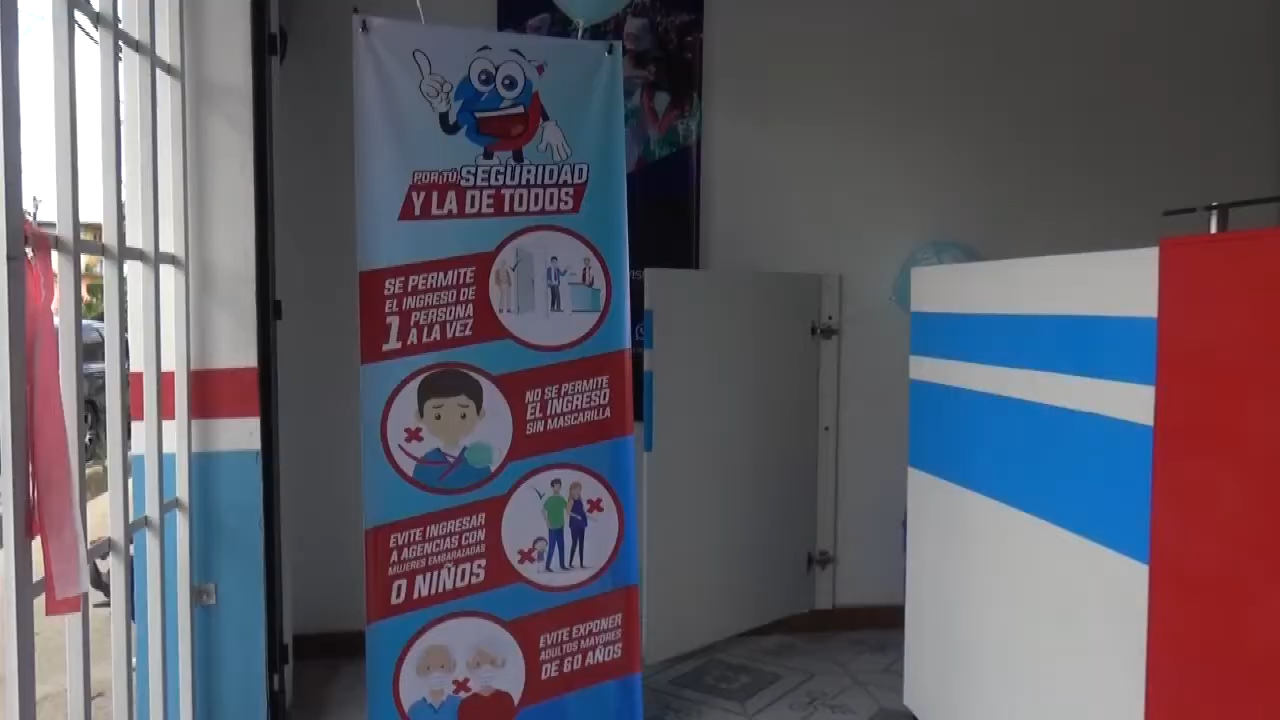 POR TÚ SEGURIDAD
Y LA DE TODOS
SE PERMITE
EL INGRESO DE
1 PERSONA
A LA VEZ
NO SE PERMITE
EL INGRESO
SIN MASCARILLA
EVITE INGRESAR
A AGENCIAS CON
MUJERES EMBARAZADAS
O NIÑOS
EVITE EXPONER
ADULTOS MAYORES
DE 60 AÑOS